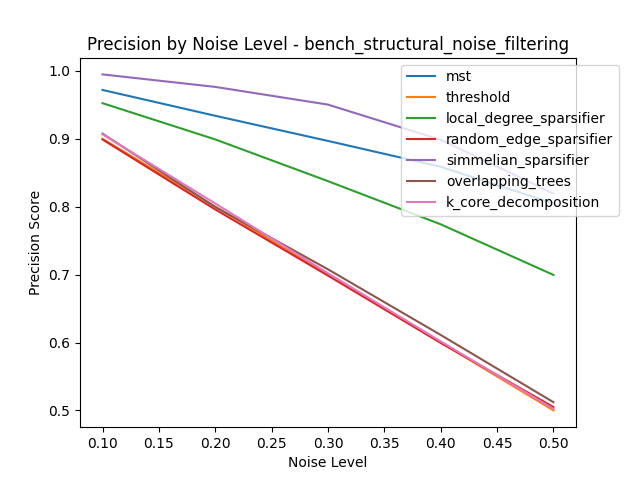 Precision by Noise Level - bench_structural_noise_filtering
mst
threshold
local_degree_sparsifier
random_edge_sparsifier
simmelian_sparsifier
overlapping_trees
k_core_decomposition
Precision Score
1.0
0.9
0.8
0.7
0.6
0.5
0.10 0.15 0.20 0.25 0.30 0.35 0.40 0.45 0.50
Noise Level